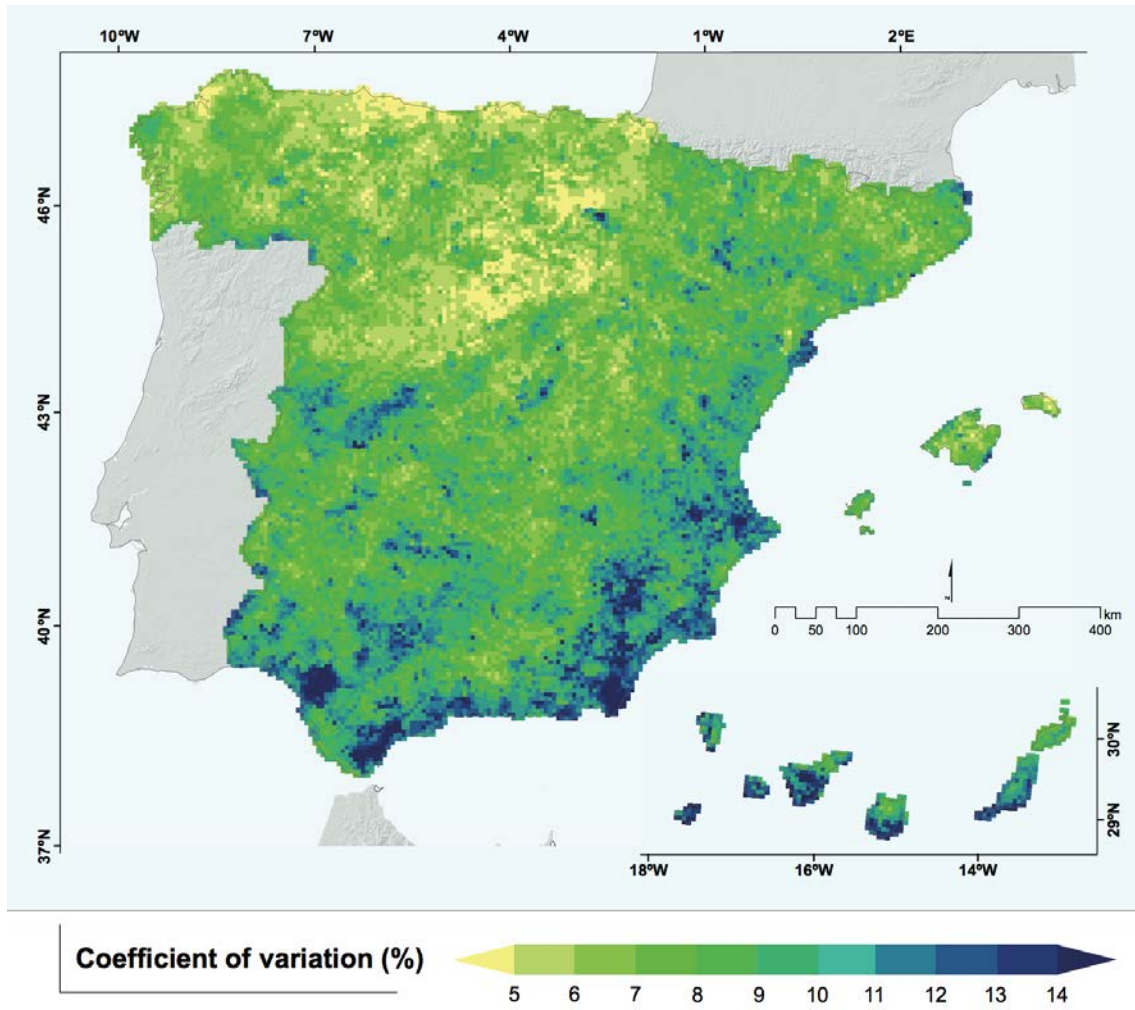 10ºW 7ºW 4ºW 1ºW 2ºE
46ºN
43ºN
40ºN
37ºN
N
km
0 50 100 200 300 400
30ºN
29ºN
18ºW 16ºW 14ºW
Coefficient of variation (%)
5 6 7 8 9 10 11 12 13 14